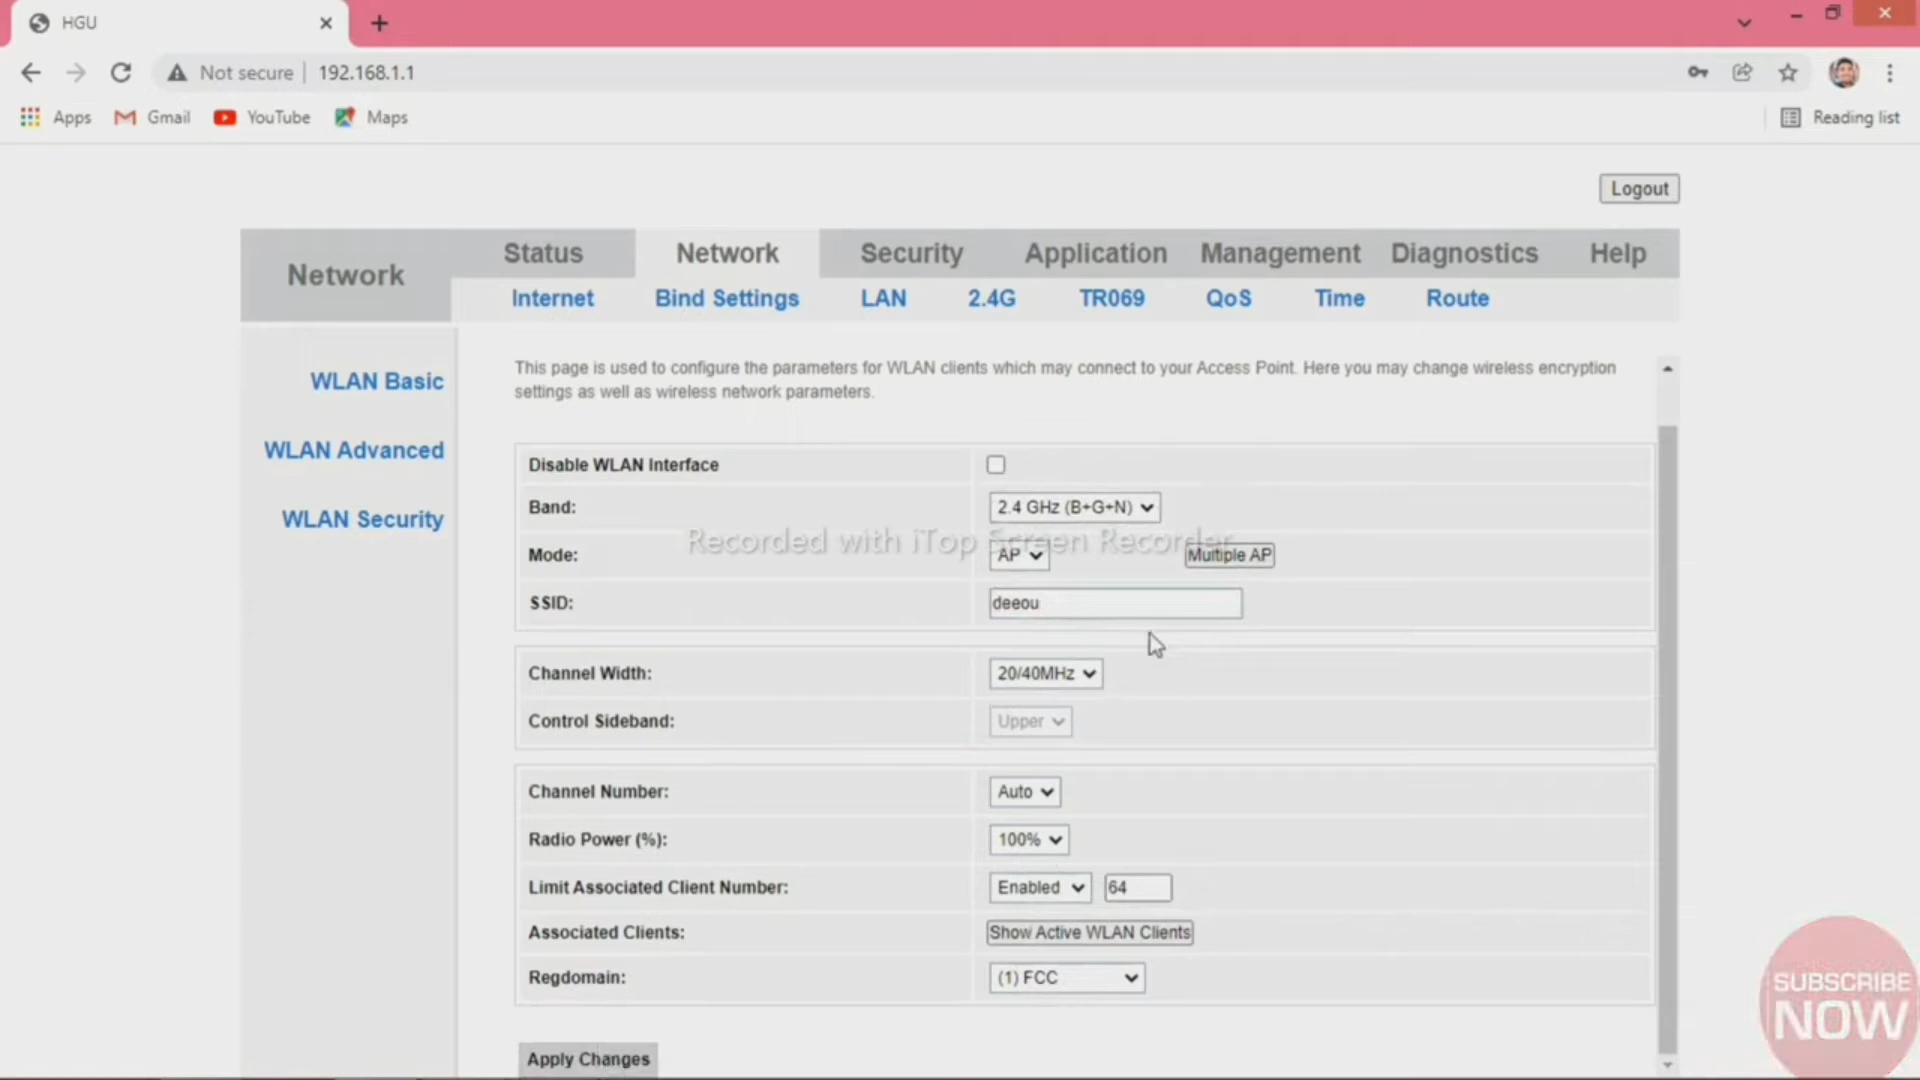 HGU
Not secure 192.168.1.1
Apps Gmail YouTube Maps Reading list
Logout
Network Status Network Security Application Management Diagnostics Help
Internet Bind Settings LAN 2.4G TR069 QoS Time Route
WLAN Basic
WLAN Advanced
WLAN Security
This page is used to configure the parameters for WLAN clients which may connect to your Access Point. Here you may change wireless encryption
settings as well as wireless network parameters.
Disable WLAN Interface
Band: 2.4 GHz (B+G+N)
Recorded with iTop Screen Recorder
Mode: AP Multiple AP
SSID: deeou
Channel Width: 20/40MHz
Control Sideband: Upper
Channel Number: Auto
Radio Power (%): 100%
Limit Associated Client Number: Enabled 64
Associated Clients: Show Active WLAN Clients
Regdomain: (1) FCC
Apply Changes
SUBSCRIBE
NOW